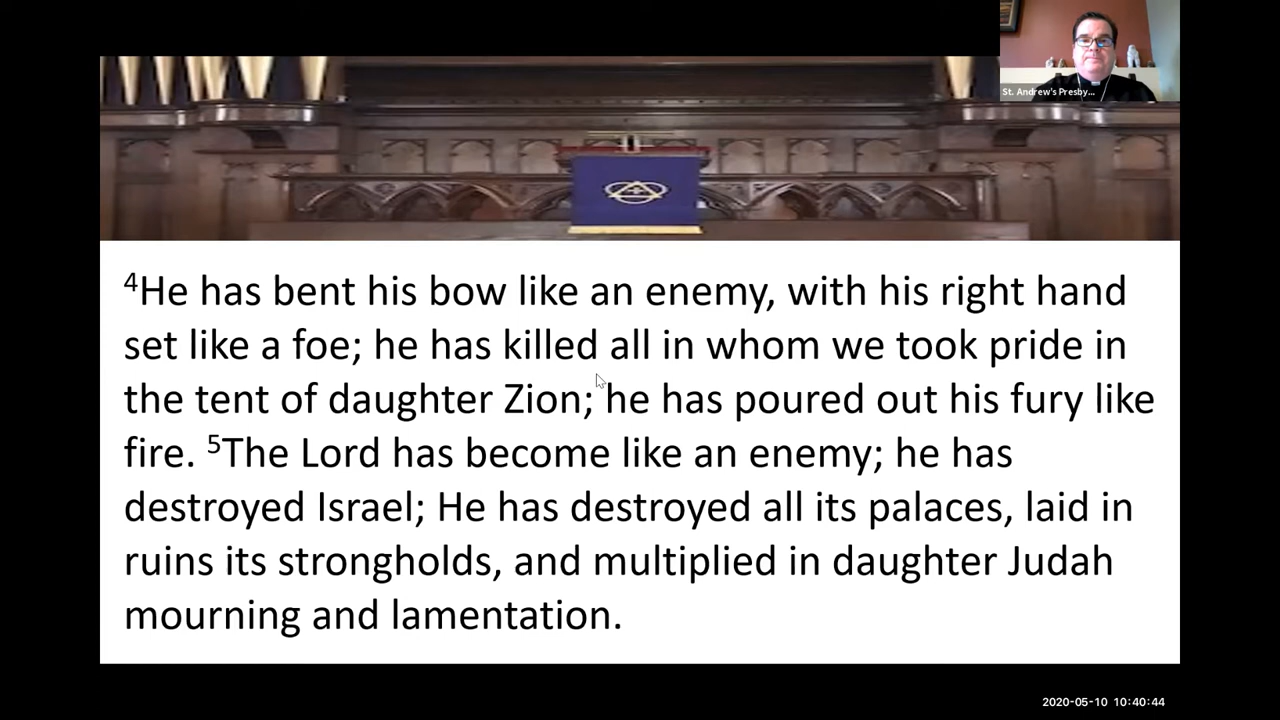 St. Andrew's Presby...
⁴He has bent his bow like an enemy, with his right hand
set like a foe; he has killed all in whom we took pride in
the tent of daughter Zion; he has poured out his fury like
fire. ⁵The Lord has become like an enemy; he has
destroyed Israel; He has destroyed all its palaces, laid in
ruins its strongholds, and multiplied in daughter Judah
mourning and lamentation.
2020-05-10 10:40:44